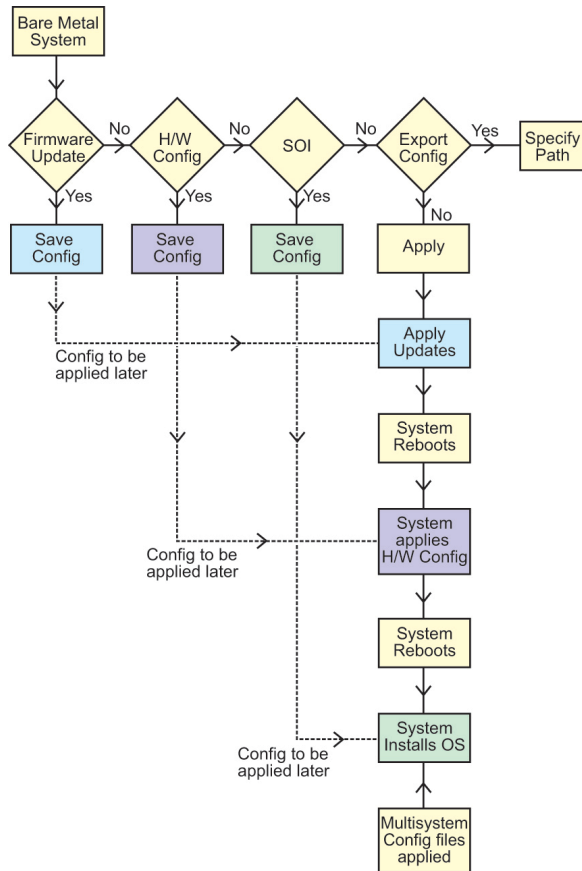 Bare Metal
System
Firmware
Update
No
H/W
Config
No
SOI
No
Export
Config
Yes
Specify
Path
Yes
Yes
Yes
No
Save
Config
Save
Config
Save
Config
Apply
Config to be
applied later
Apply
Updates
System
Reboots
Config to be
applied later
System
applies
H/W Config
System
Reboots
Config to be
applied later
System
Installs OS
Multisystem
Config files
applied